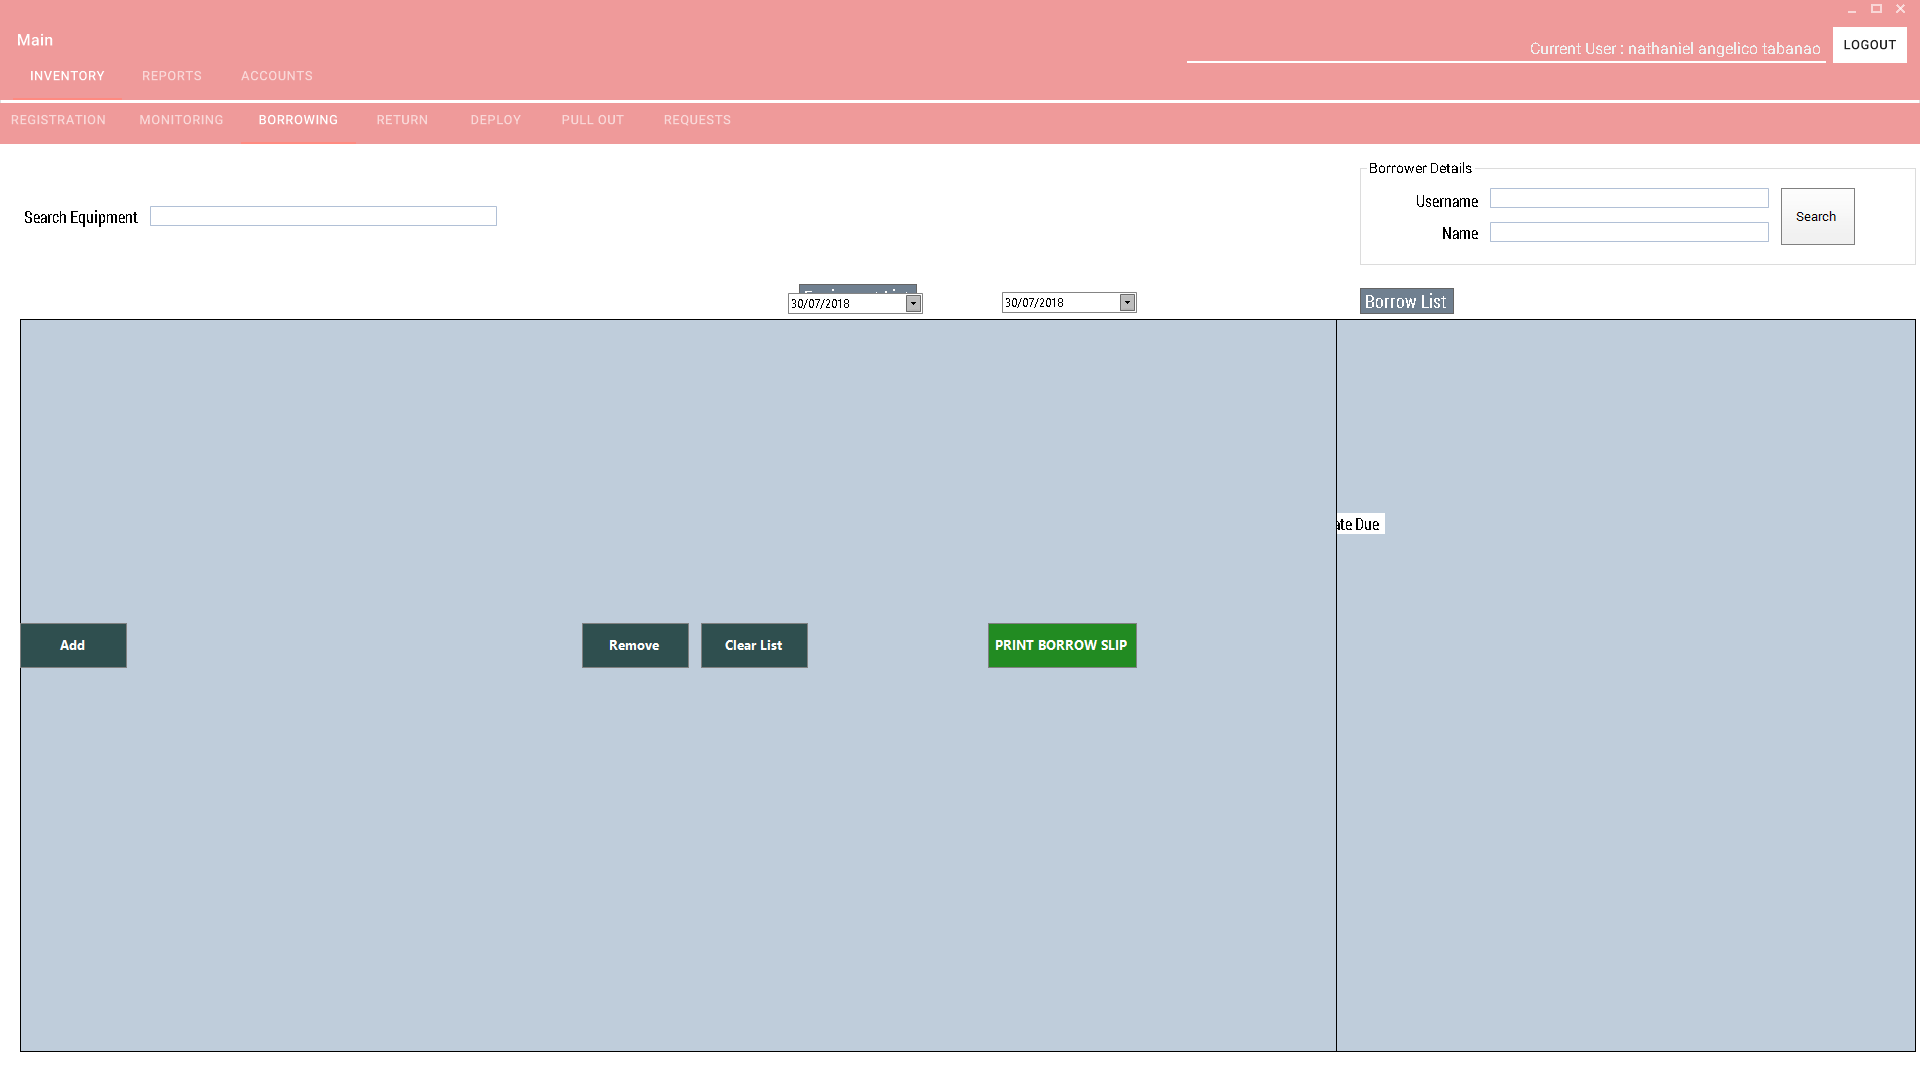 Main
Current User : nathaniel angelico tabanao
LOGOUT
INVENTORY REPORTS ACCOUNTS
REGISTRATION MONITORING BORROWING RETURN DEPLOY PULL OUT REQUESTS
Borrower Details
Search Equipment
Username
Name
Search
30/07/2018
30/07/2018
Borrow List
ate Due
Add
Remove
Clear List
PRINT BORROW SLIP